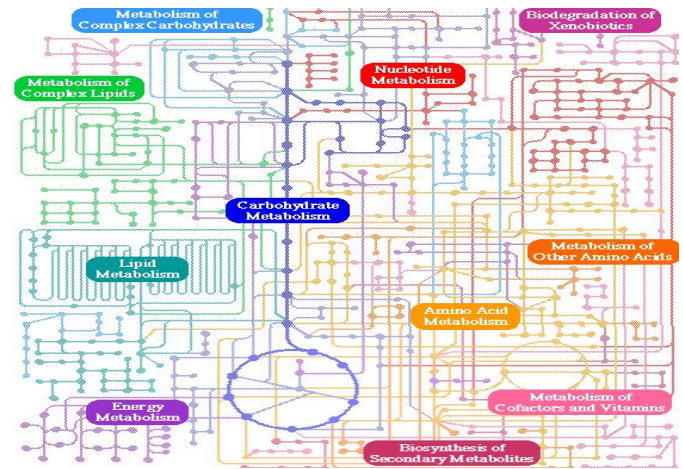 Metabolism of
Complex Carbohydrates
Biodegradation of
Xenobiotics
Nucleotide
Metabolism
Metabolism of
Complex Lipids
Carbohydrate
Metabolism
Metabolism of
Other Amino Acids
Lipid
Metabolism
Amino Acid
Metabolism
Metabolism of
Cofactors and Vitamins
Energy
Metabolism
Biosynthesis of
Secondary Metabolites